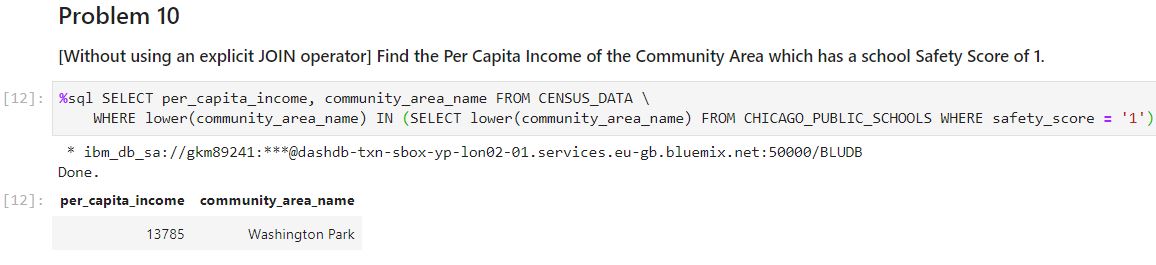 Problem 10
[Without using an explicit JOIN operator] Find the Per Capita Income of the Community Area which has a school Safety Score of 1.
[12]: %sql SELECT per_capita_income, community_area_name FROM CENSUS_DATA \
WHERE lower(community_area_name) IN (SELECT lower(community_area_name) FROM CHICAGO_PUBLIC_SCHOOLS WHERE safety_score = '1')
* ibm_db_sa://gkm89241:***@dashdb-txn-sbox-yp-lon02-01.services.eu-gb.bluemix.net:50000/BLUDB
Done.
[12]: per_capita_income community_area_name
13785 Washington Park